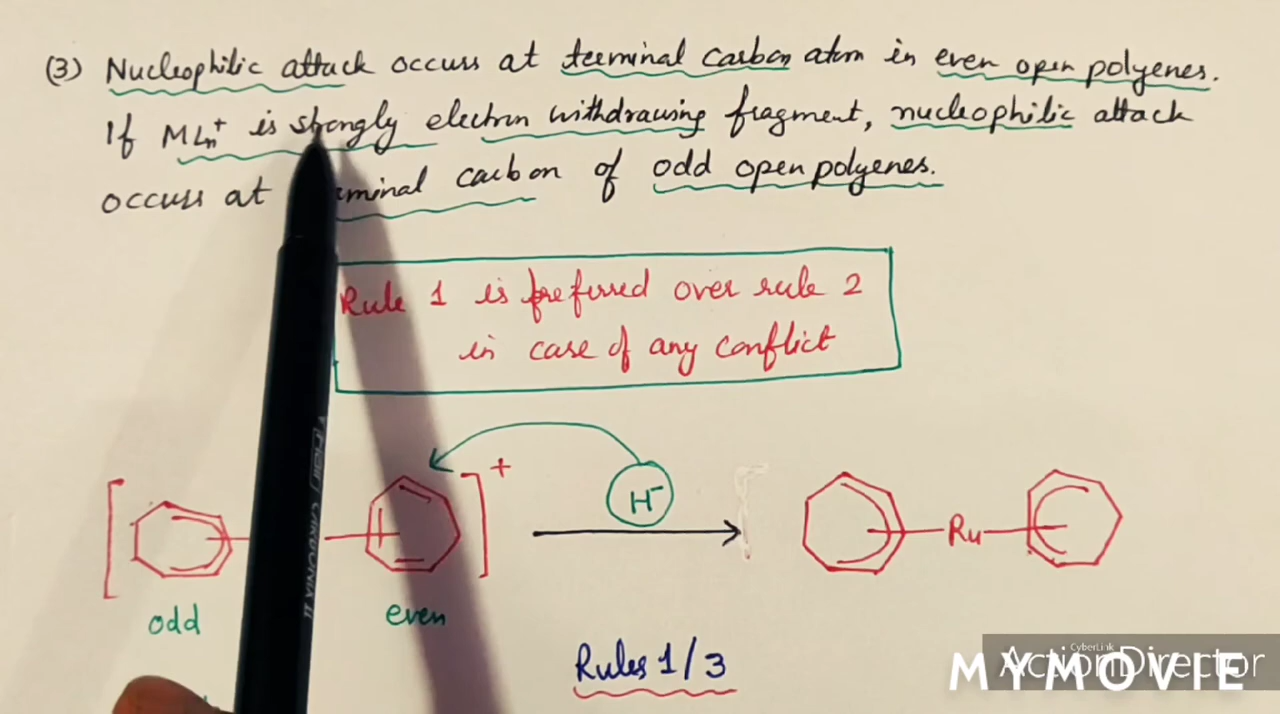 (3) Nucleophilic attack occurs at terminal carbon atom in even open polyenes.
If MLn+ is strongly electron withdrawing fragment, nucleophilic attack
occurs at carbon of odd open polyenes.
Rule 1 is preferred over rule 2
in case of any conflict
+
H-
Ru
odd
even
Rules 1/3
CyberLink
ActionDirector
MYMOVIE